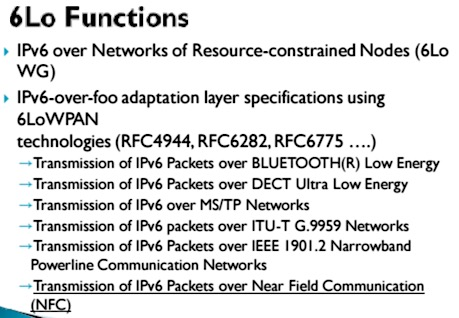 6Lo Functions
IPv6 over Networks of Resource-constrained Nodes (6Lo
WG)
IPv6-over-foo adaptation layer specifications using
6LoWPAN
technologies (RFC4944, RFC6282, RFC6775 ....)
→Transmission of IPv6 Packets over BLUETOOTH(R) Low Energy
→Transmission of IPv6 Packets over DECT Ultra Low Energy
→Transmission of IPv6 over MS/TP Networks
→Transmission of IPv6 packets over ITU-T G.9959 Networks
→Transmission of IPv6 Packets over IEEE 1901.2 Narrowband
Powerline Communication Networks
→Transmission of IPv6 Packets over Near Field Communication
(NFC)